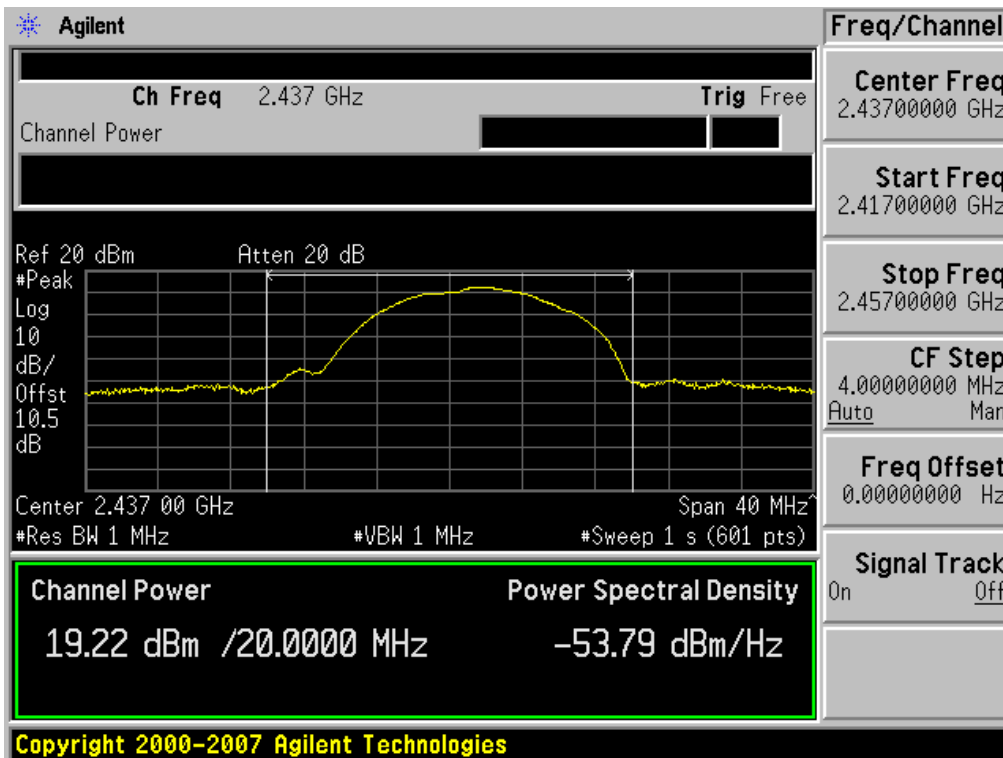 Agilent
Freq/Channel
Ch Freq 2.437 GHz Trig Free
Channel Power
Center Freq
2.43700000 GHz
Start Freq
2.41700000 GHz
Stop Freq
2.45700000 GHz
CF Step
4.00000000 MHz
Auto Man
Freq Offset
0.00000000 Hz
Signal Track
On Off
Ref 20 dBm Atten 20 dB
#Peak
Log
10
dB/
Offst
10.5
dB
Center 2.437 00 GHz Span 40 MHz^
#Res BW 1 MHz #VBW 1 MHz #Sweep 1 s (601 pts)
Channel Power Power Spectral Density
19.22 dBm /20.0000 MHz -53.79 dBm/Hz
Copyright 2000-2007 Agilent Technologies